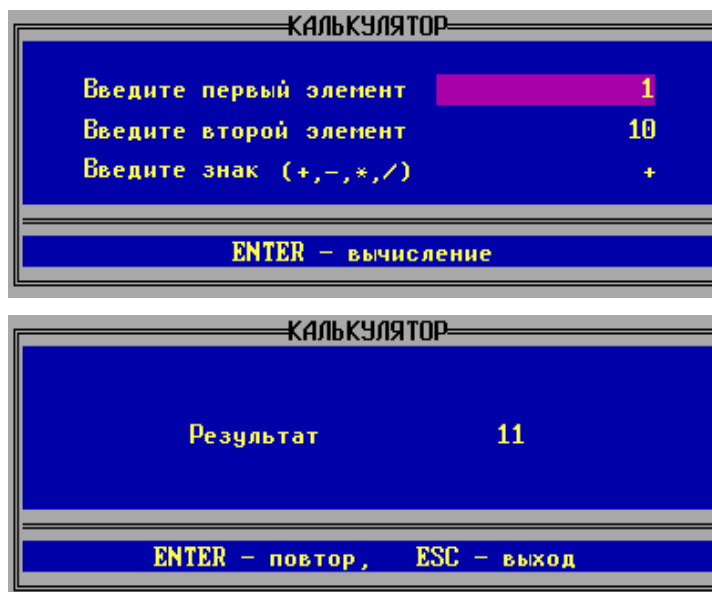 КАЛЬКУЛЯТОР
Введите первый элемент 1
Введите второй элемент 10
Введите знак (+,-,*,/) +
ENTER - вычисление
КАЛЬКУЛЯТОР
Результат 11
ENTER - повтор, ESC - выход